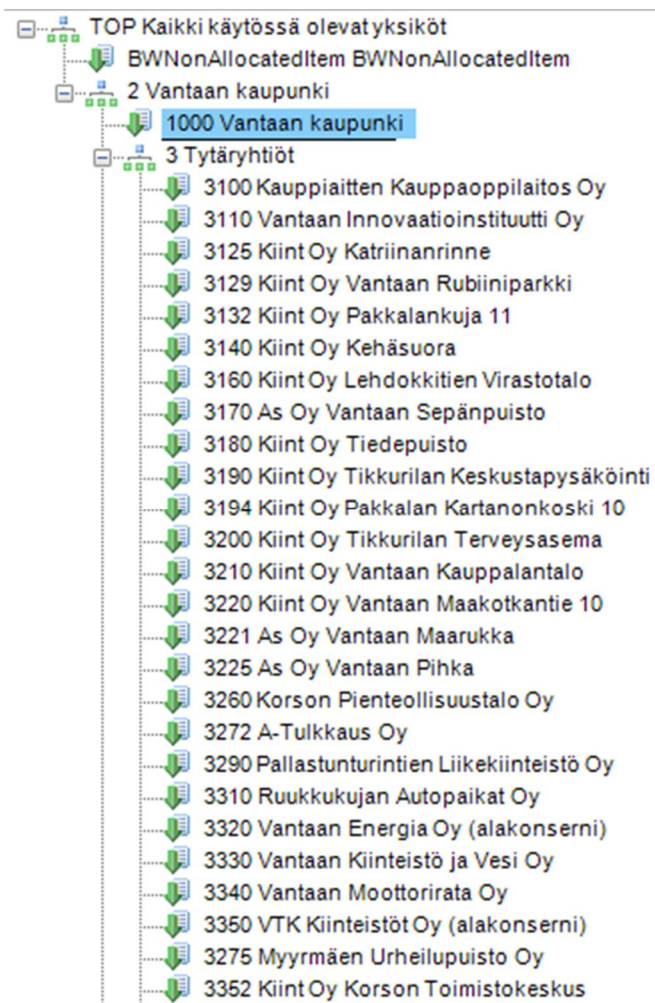 TOP Kaikki käytössä olevat yksiköt
BWNonAllocatedItem BWNonAllocatedItem
2 Vantaan kaupunki
1000 Vantaan kaupunki
3 Tytäryhtiöt
3100 Kauppiaitten Kauppaoppilaitos Oy
3110 Vantaan Innovaatioinstituutti Oy
3125 Kiint Oy Katriinanrinne
3129 Kiint Oy Vantaan Rubiiniparkki
3132 Kiint Oy Pakkalankuja 11
3140 Kiint Oy Kehäsuora
3160 Kiint Oy Lehdokkitien Virastotalo
3170 As Oy Vantaan Sepänpuisto
3180 Kiint Oy Tiedepuisto
3190 Kiint Oy Tikkurilan Keskustapysäköinti
3194 Kiint Oy Pakkalan Kartanonkoski 10
3200 Kiint Oy Tikkurilan Terveysasema
3210 Kiint Oy Vantaan Kauppalantalo
3220 Kiint Oy Vantaan Maakotkantie 10
3221 As Oy Vantaan Maarukka
3225 As Oy Vantaan Pihka
3260 Korson Pienteollisuustalo Oy
3272 A-Tulkkaus Oy
3290 Pallastunturintien Liikekiinteistö Oy
3310 Ruukkukujan Autopaikat Oy
3320 Vantaan Energia Oy (alakonserni)
3330 Vantaan Kiinteistö ja Vesi Oy
3340 Vantaan Moottorirata Oy
3350 VTK Kiinteistöt Oy (alakonserni)
3275 Myyrmäen Urheilupuisto Oy
3352 Kiint Oy Korson Toimistokeskus